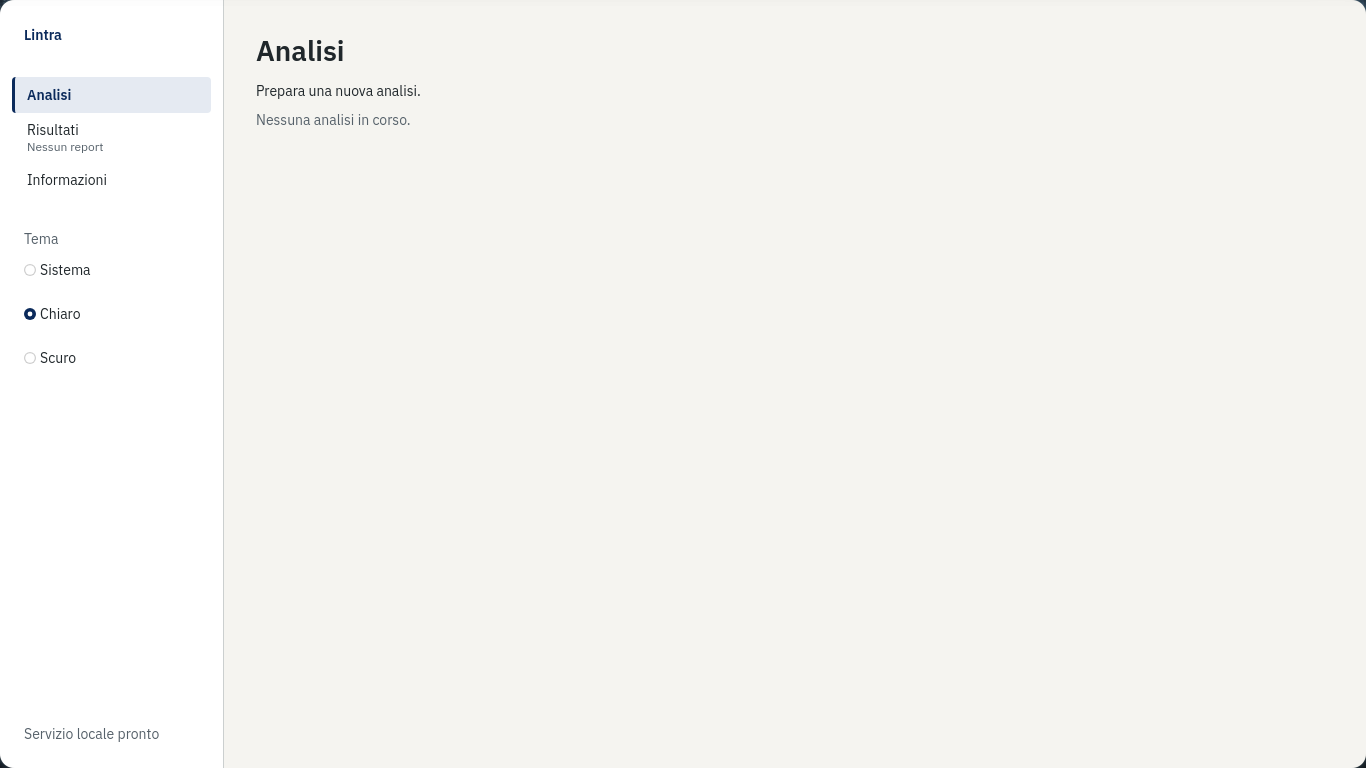 Lintra
Analisi
Risultati
Nessun report
Informazioni
Tema
Sistema
Chiaro
Scuro
Servizio locale pronto
Analisi
Prepara una nuova analisi.
Nessuna analisi in corso.